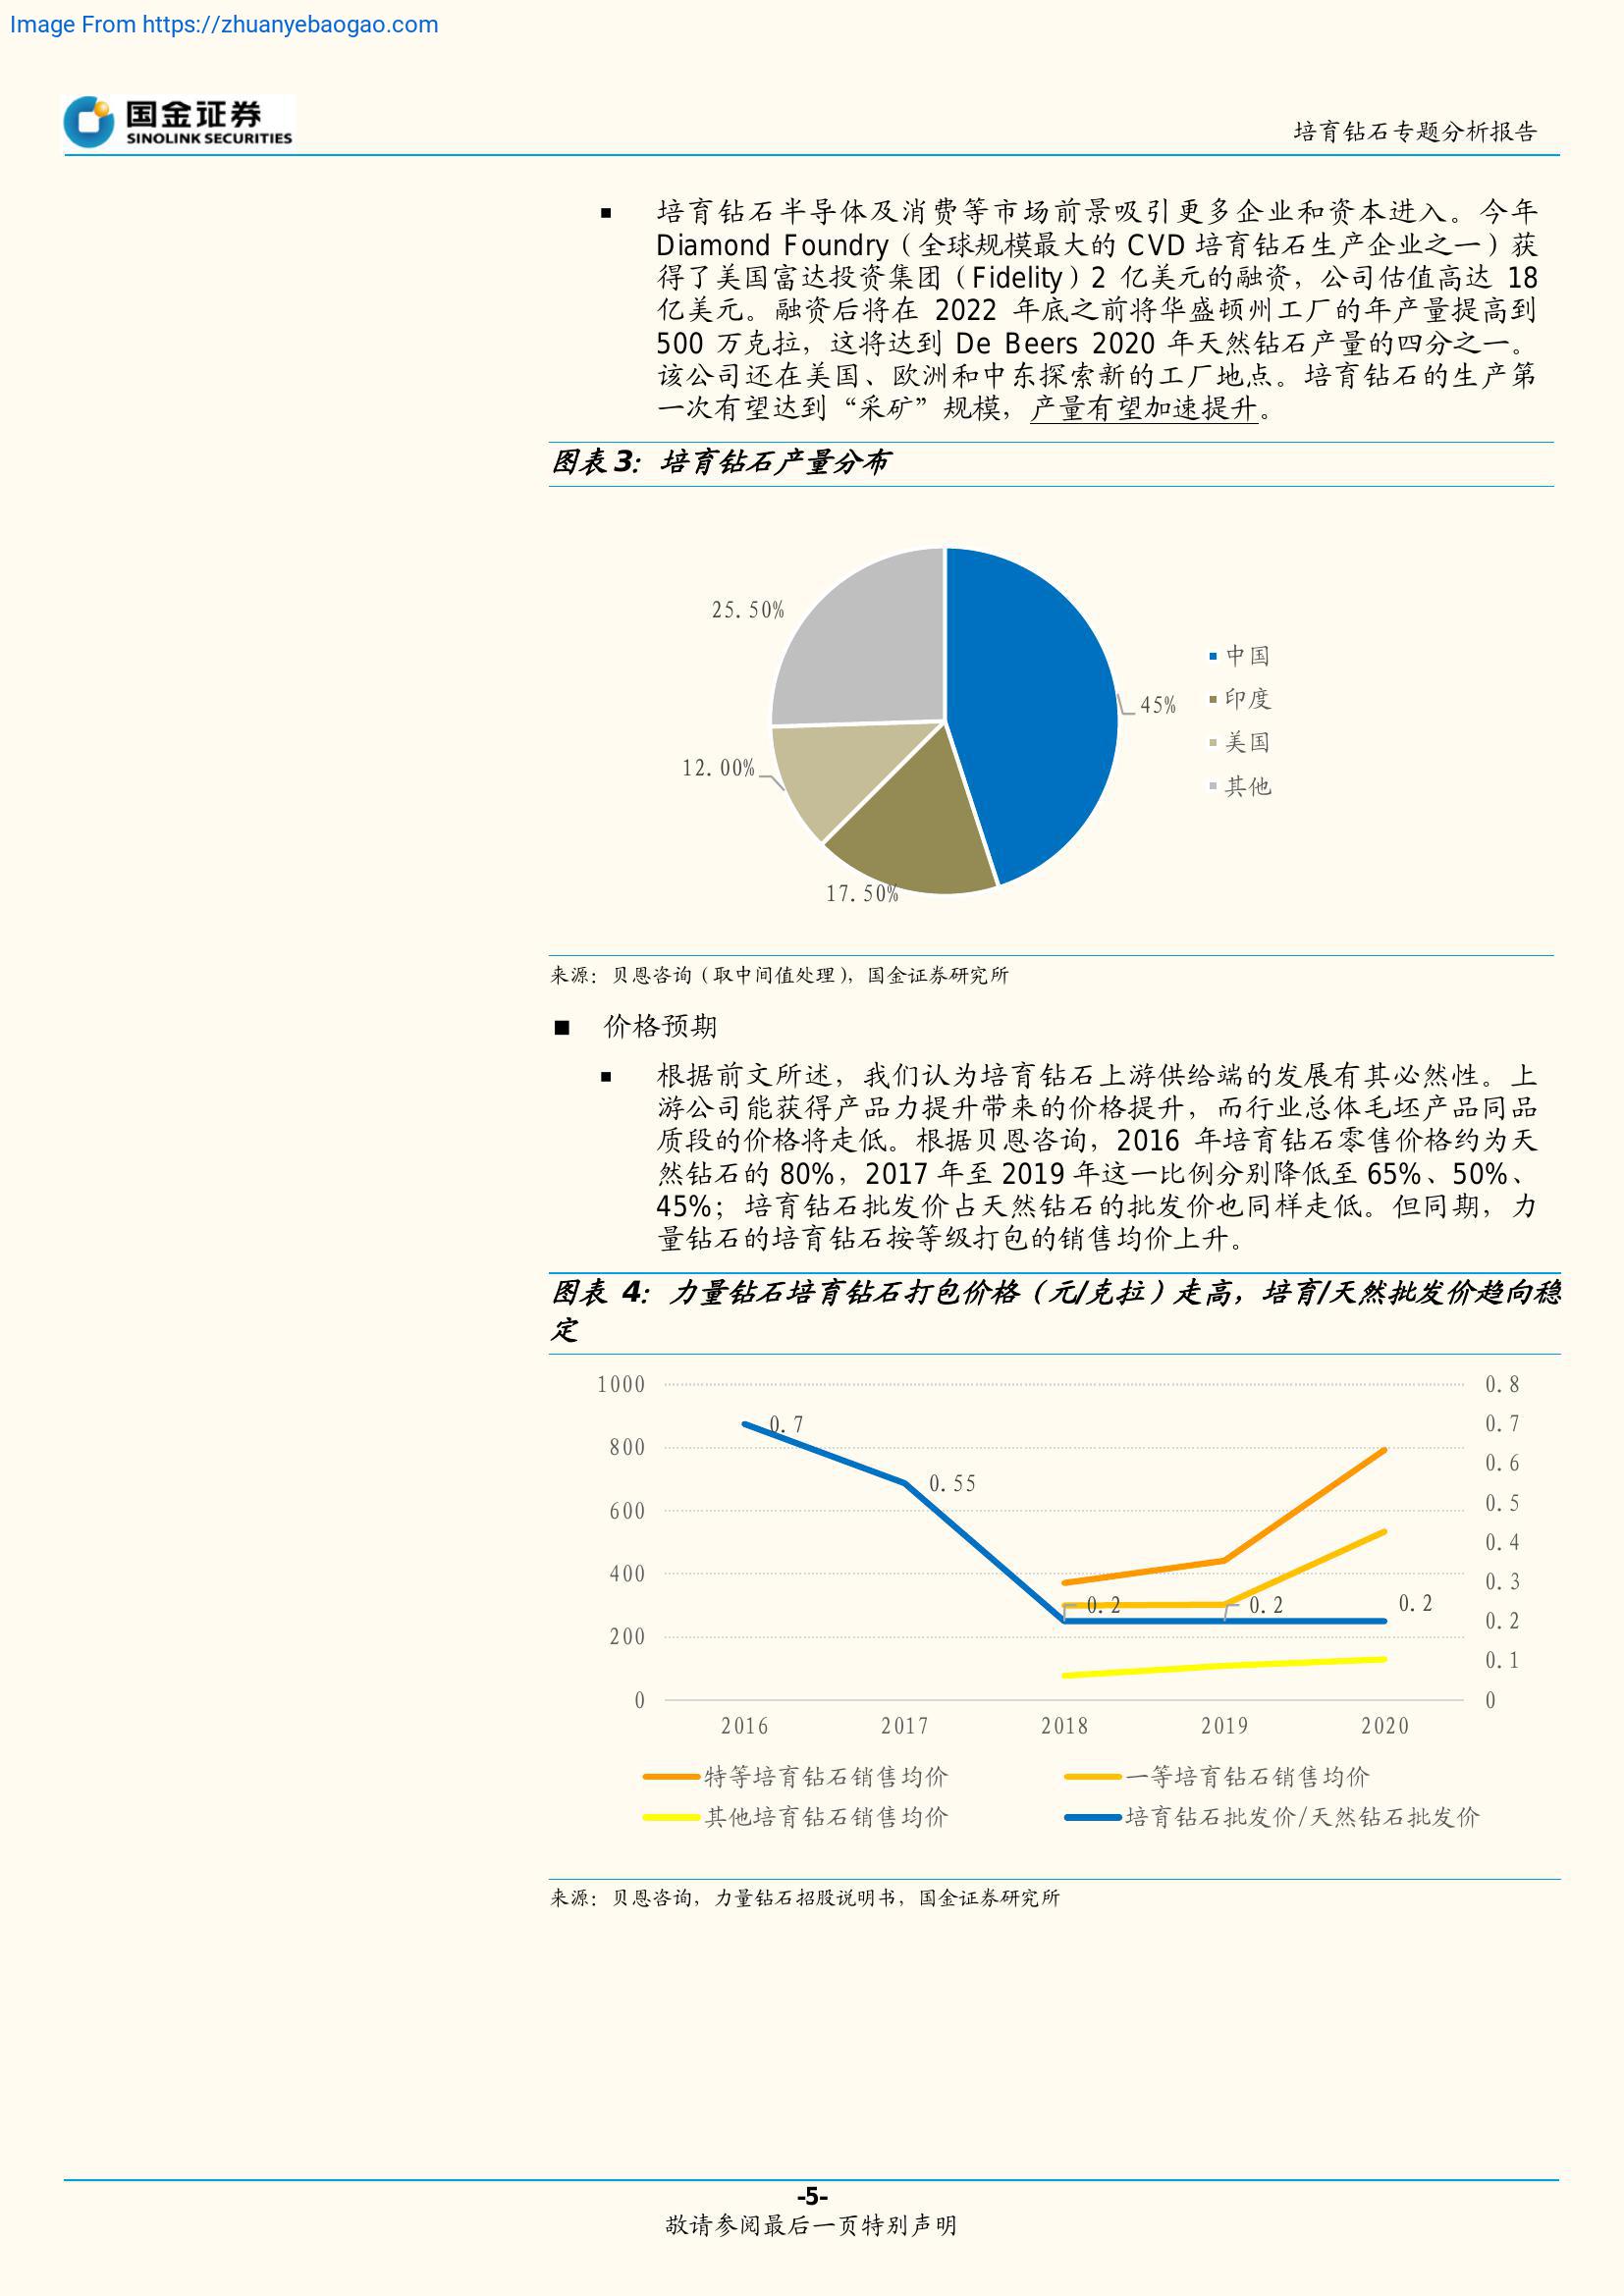 Image From https://zhuanyebaogao.com
国金证券
SINOLINK SECURITIES
培育钻石专题分析报告
■ 培育钻石半导体及消费等市场前景吸引更多企业和资本进入。今年
Diamond Foundry（全球规模最大的 CVD 培育钻石生产企业之一）获
得了美国富达投资集团（Fidelity）2 亿美元的融资，公司估值高达 18
亿美元。融资后将在 2022 年底之前将华盛顿州工厂的年产量提高到
500 万克拉，这将达到 De Beers 2020 年天然钻石产量的四分之一。
该公司还在美国、欧洲和中东探索新的工厂地点。培育钻石的生产第
一次有望达到“采矿”规模，产量有望加速提升。
图表 3：培育钻石产量分布
25.50%
45%
12.00%
17.50%
中国
印度
美国
其他
来源：贝恩咨询（取中间值处理），国金证券研究所
■ 价格预期
■ 根据前文所述，我们认为培育钻石上游供给端的发展有其必然性。上
游公司能获得产品力提升带来的价格提升，而行业总体毛坯产品同品
质段的价格将走低。根据贝恩咨询，2016 年培育钻石零售价格约为天
然钻石的 80%，2017 年至 2019 年这一比例分别降低至 65%、50%、
45%；培育钻石批发价占天然钻石的批发价也同样走低。但同期，力
量钻石的培育钻石按等级打包的销售均价上升。
图表 4：力量钻石培育钻石打包价格（元/克拉）走高，培育/天然批发价趋向稳
定
1000
800
600
400
200
0
0.7
0.55
0.2
0.2
0.2
0.8
0.7
0.6
0.5
0.4
0.3
0.2
0.1
0
2016 2017 2018 2019 2020
特等培育钻石销售均价 一等培育钻石销售均价
其他培育钻石销售均价 培育钻石批发价/天然钻石批发价
来源：贝恩咨询，力量钻石招股说明书，国金证券研究所
-5-
敬请参阅最后一页特别声明